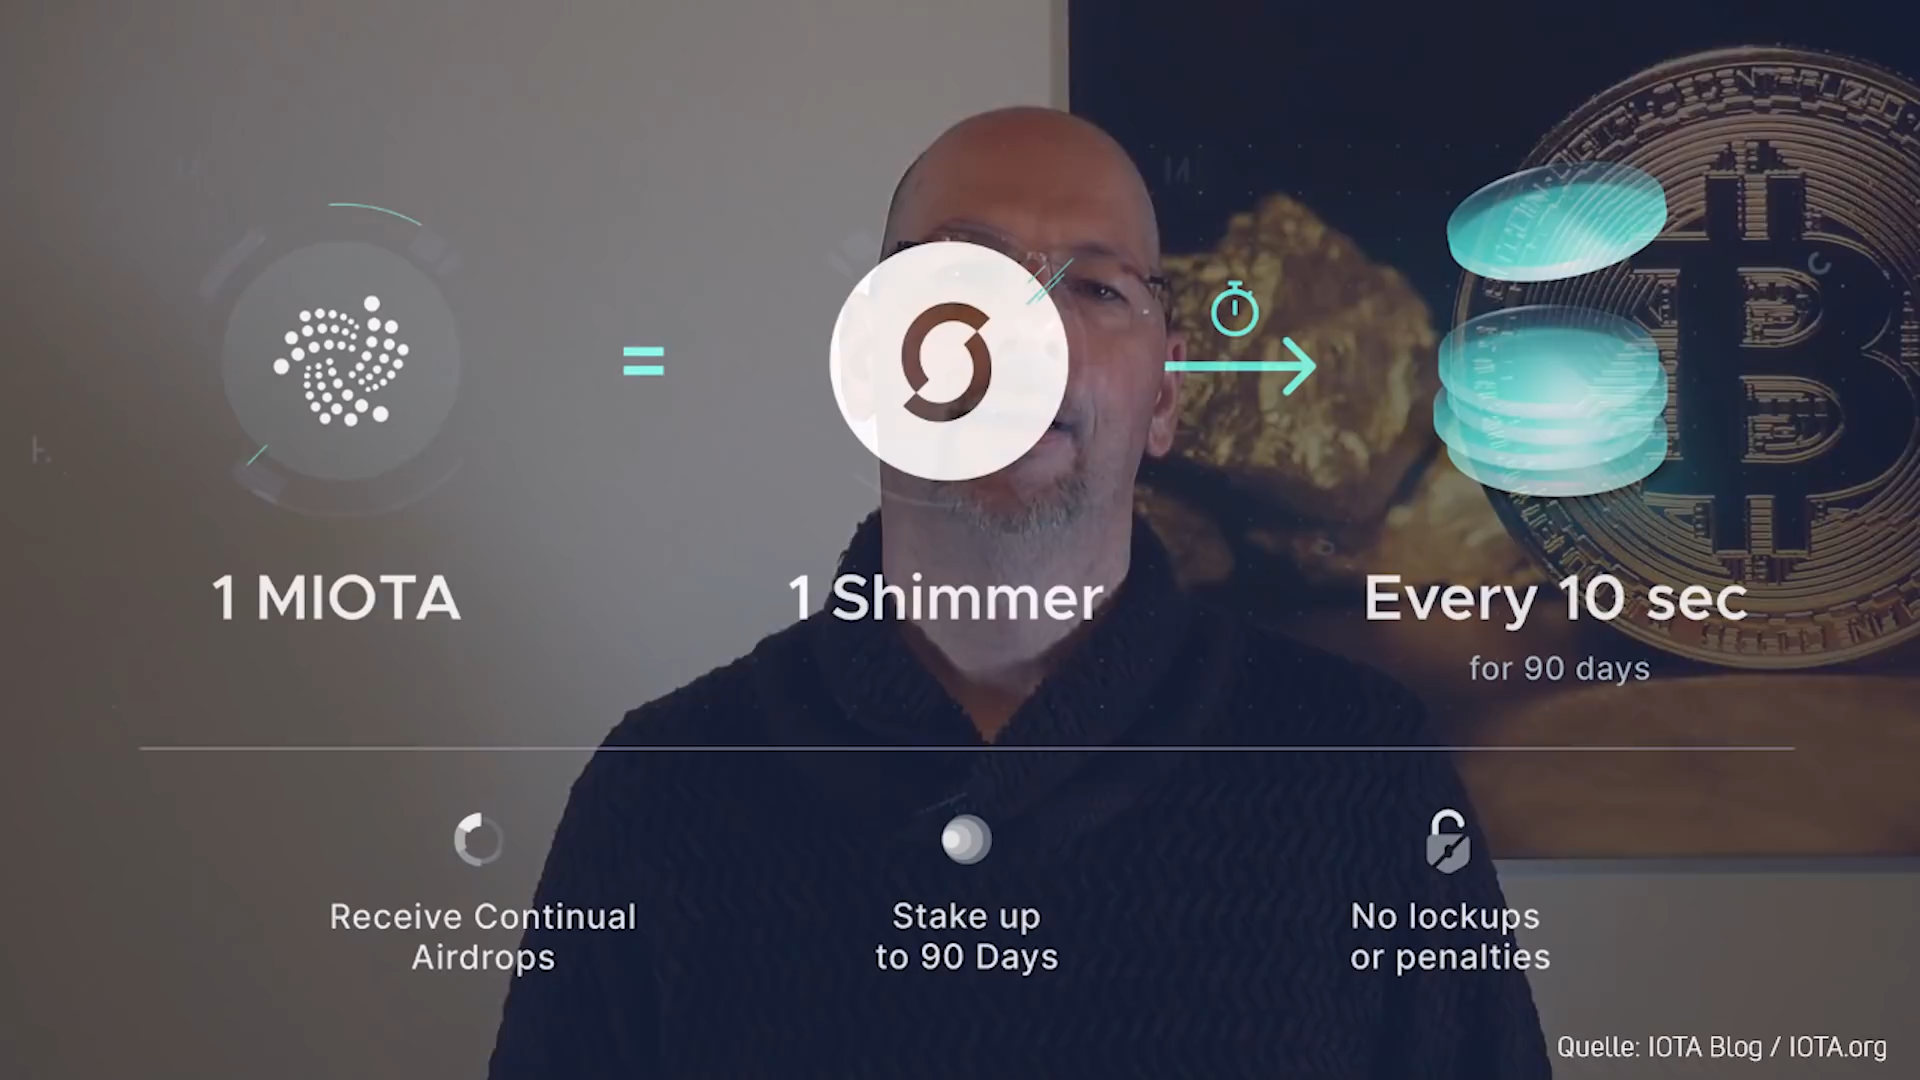 =
1 MIOTA
1 Shimmer
Every 10 sec
for 90 days
Receive Continual
Airdrops
Stake up
to 90 Days
No lockups
or penalties
Quelle: IOTA Blog / IOTA.org